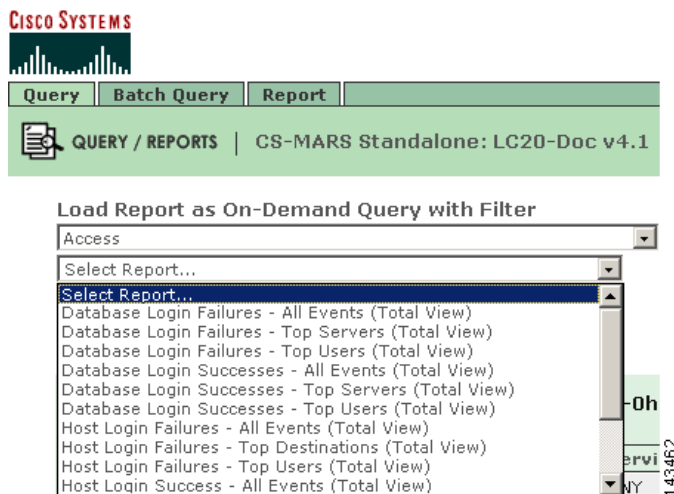 CISCO SYSTEMS
Query Batch Query Report
QUERY / REPORTS | CS-MARS Standalone: LC20-Doc v4.1
Load Report as On-Demand Query with Filter
Access
Select Report...
Select Report...
Database Login Failures - All Events (Total View)
Database Login Failures - Top Servers (Total View)
Database Login Failures - Top Users (Total View)
Database Login Successes - All Events (Total View)
Database Login Successes - Top Servers (Total View)
Database Login Successes - Top Users (Total View)
-0h
Host Login Failures - All Events (Total View)
Host Login Failures - Top Destinations (Total View)
Host Login Failures - Top Users (Total View)
ervi
Host Login Success - All Events (Total View)
NY
143462